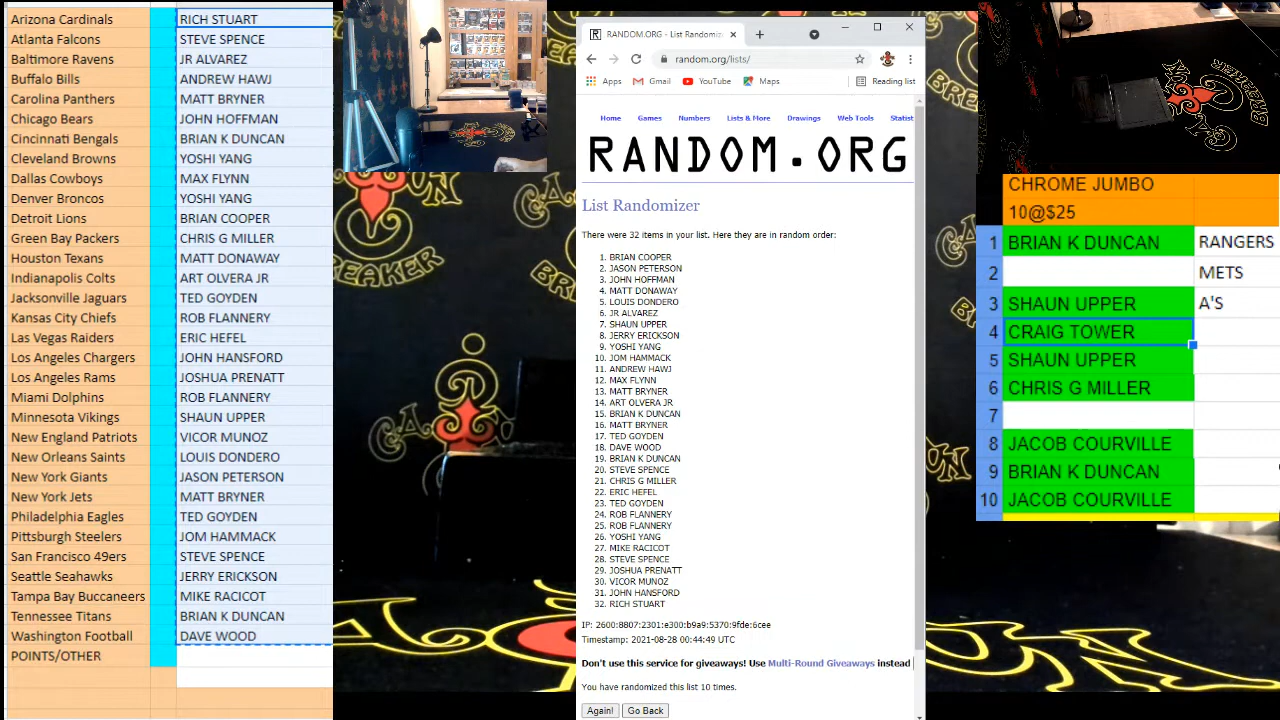 Arizona Cardinals RICH STUART
Atlanta Falcons STEVE SPENCE
Baltimore Ravens JR ALVAREZ
Buffalo Bills ANDREW HAWJ
Carolina Panthers MATT BRYNER
Chicago Bears JOHN HOFFMAN
Cincinnati Bengals BRIAN K DUNCAN
Cleveland Browns YOSHI YANG
Dallas Cowboys MAX FLYNN
Denver Broncos YOSHI YANG
Detroit Lions BRIAN COOPER
Green Bay Packers CHRIS G MILLER
Houston Texans MATT DONAWAY
Indianapolis Colts ART OLVERA JR
Jacksonville Jaguars TED GOYDEN
Kansas City Chiefs ROB FLANNERY
Las Vegas Raiders ERIC HEFEL
Los Angeles Chargers JOHN HANSFORD
Los Angeles Rams JOSHUA PRENATT
Miami Dolphins ROB FLANNERY
Minnesota Vikings SHAUN UPPER
New England Patriots VICOR MUNOZ
New Orleans Saints LOUIS DONDERO
New York Giants JASON PETERSON
New York Jets MATT BRYNER
Philadelphia Eagles TED GOYDEN
Pittsburgh Steelers JOM HAMMACK
San Francisco 49ers STEVE SPENCE
Seattle Seahawks JERRY ERICKSON
Tampa Bay Buccaneers MIKE RACICOT
Tennessee Titans BRIAN K DUNCAN
Washington Football DAVE WOOD
POINTS/OTHER
RANDOM.ORG - List Randomize
random.org/lists/
Apps Gmail YouTube Maps Reading list
Home Games Numbers Lists & More Drawings Web Tools Statist
RANDOM.ORG
List Randomizer
There were 32 items in your list. Here they are in random order:
1. BRIAN COOPER
2. JASON PETERSON
3. JOHN HOFFMAN
4. MATT DONAWAY
5. LOUIS DONDERO
6. JR ALVAREZ
7. SHAUN UPPER
8. JERRY ERICKSON
9. YOSHI YANG
10. JOM HAMMACK
11. ANDREW HAWJ
12. MAX FLYNN
13. MATT BRYNER
14. ART OLVERA JR
15. BRIAN K DUNCAN
16. MATT BRYNER
17. TED GOYDEN
18. DAVE WOOD
19. BRIAN K DUNCAN
20. STEVE SPENCE
21. CHRIS G MILLER
22. ERIC HEFEL
23. TED GOYDEN
24. ROB FLANNERY
25. ROB FLANNERY
26. YOSHI YANG
27. MIKE RACICOT
28. STEVE SPENCE
29. JOSHUA PRENATT
30. VICOR MUNOZ
31. JOHN HANSFORD
32. RICH STUART
IP: 2600:8807:2301:e300:b9a9:5370:9fde:6cee
Timestamp: 2021-08-28 00:44:49 UTC
Don't use this service for giveaways! Use Multi-Round Giveaways instead
You have randomized this list 10 times.
Again! Go Back
CHROME JUMBO
10@$25
1 BRIAN K DUNCAN RANGERS
2 METS
3 SHAUN UPPER A'S
4 CRAIG TOWER
5 SHAUN UPPER
6 CHRIS G MILLER
7
8 JACOB COURVILLE
9 BRIAN K DUNCAN
10 JACOB COURVILLE